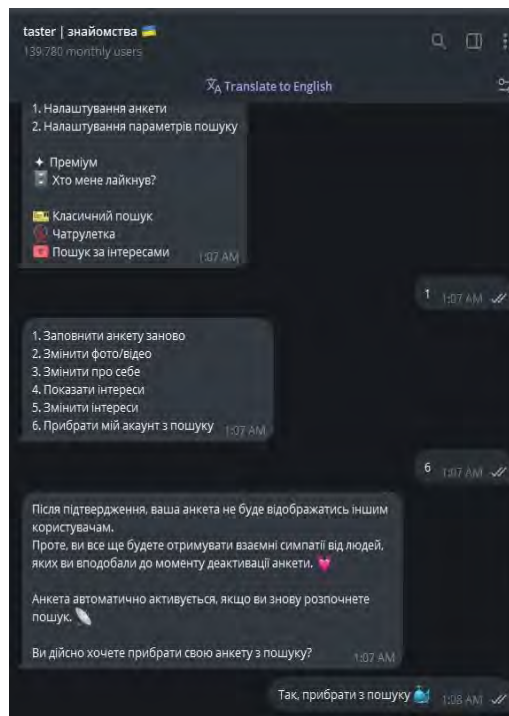 taster | знайомства 🇺🇦
139.780 monthly users
Translate to English
1. Налаштування анкети
2. Налаштування параметрів пошуку
Преміум
Хто мене лайкнув?
Класичний пошук
Чатрулетка
Пошук за інтересами 1:07 AM
1 1:07 AM
1. Заповнити анкету заново
2. Змінити фото/відео
3. Змінити про себе
4. Показати інтереси
5. Змінити інтереси
6. Прибрати мій акаунт з пошуку 1:07 AM
6 1:07 AM
Після підтвердження, ваша анкета не буде відображатись іншим
користувачам.
Проте, ви все ще будете отримувати взаємні симпатії від людей,
яких ви вподобали до моменту деактивації анкети. 💓
Анкета автоматично активується, якщо ви знову розпочнете
пошук.
Ви дійсно хочете прибрати свою анкету з пошуку? 1:07 AM
Так, прибрати з пошуку 1:08 AM